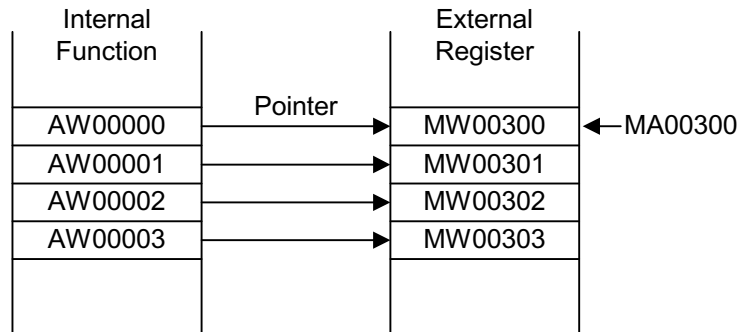 Internal
Function
External
Register
Pointer
AW00000
MW00300
MA00300
AW00001
MW00301
AW00002
MW00302
AW00003
MW00303